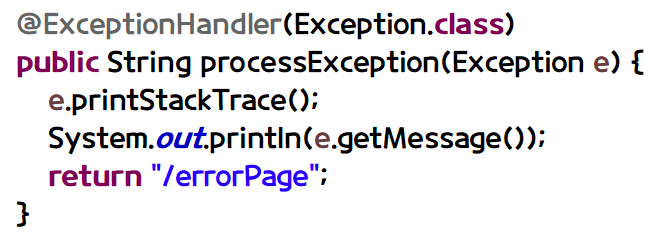 @ExceptionHandler(Exception.class)
public String processException(Exception e) {
e.printStackTrace();
System.out.println(e.getMessage());
return "/errorPage";
}